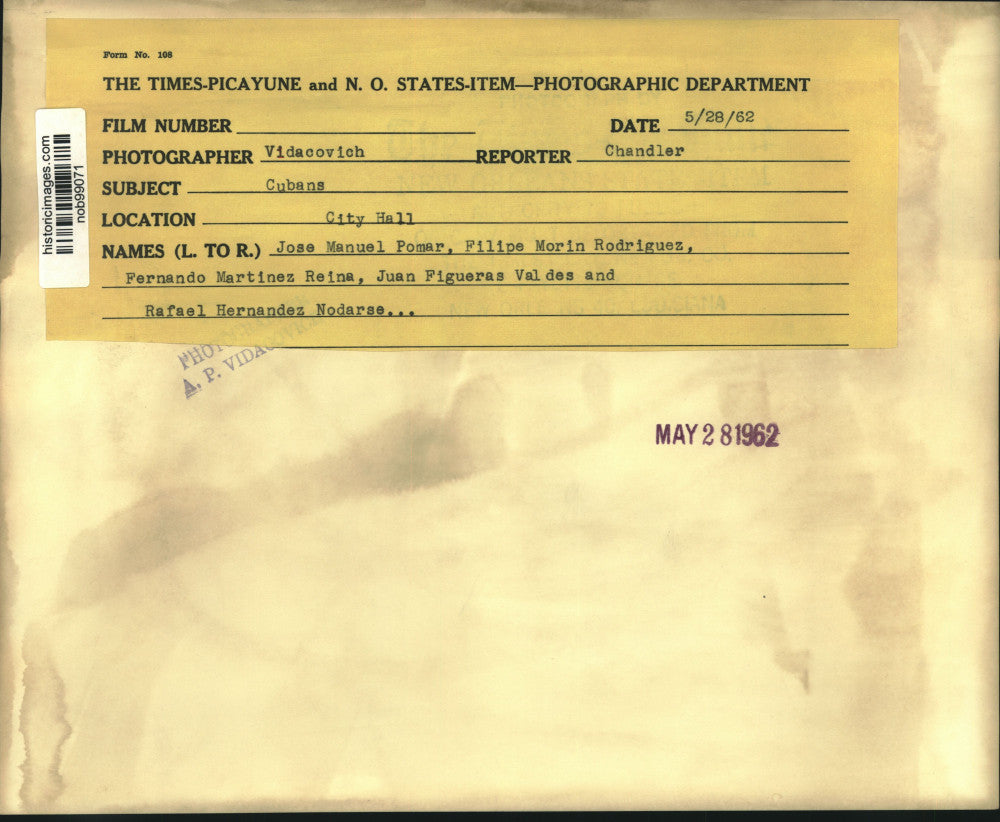 Form No. 108
THE TIMES-PICAYUNE and N. O. STATES-ITEM—PHOTOGRAPHIC DEPARTMENT
FILM NUMBER DATE 5/28/62
PHOTOGRAPHER Vidacovich REPORTER Chandler
SUBJECT Cubans
LOCATION City Hall
NAMES (L. TO R.) Jose Manuel Pomar, Filipe Morin Rodriguez,
Fernando Martinez Reina, Juan Figueras Valdes and
Rafael Hernandez Nodarse...
historicimages.com
nob99071
A. P.
MAY 28 1962